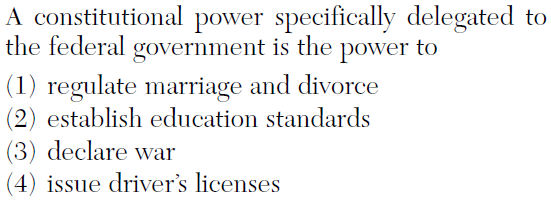 A constitutional power specifically delegated to
the federal government is the power to
(1) regulate marriage and divorce
(2) establish education standards
(3) declare war
(4) issue driver's licenses